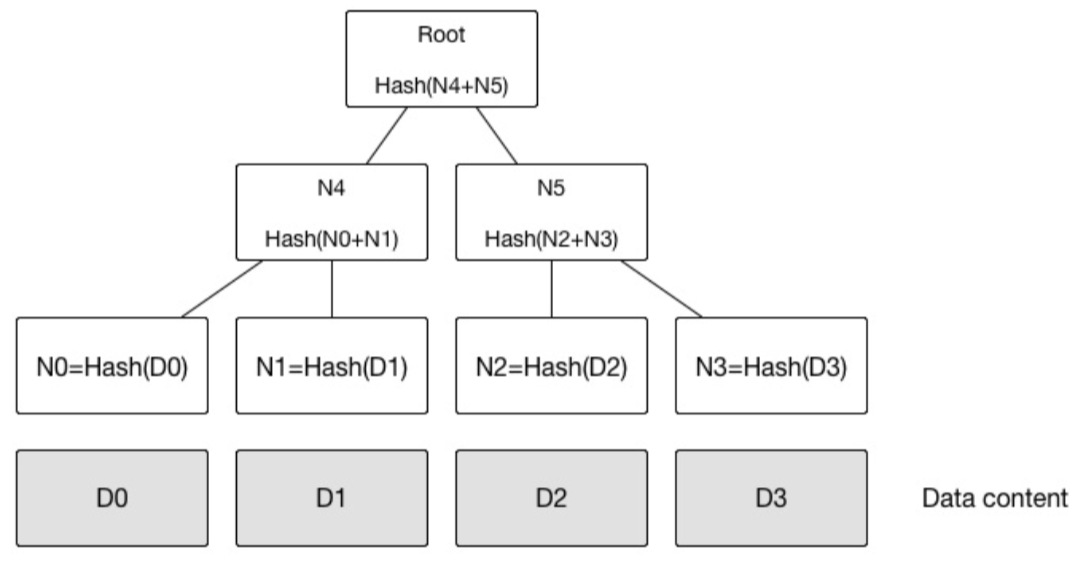 Root
Hash(N4+N5)
N4
Hash(N0+N1)
N5
Hash(N2+N3)
N0=Hash(D0)
N1=Hash(D1)
N2=Hash(D2)
N3=Hash(D3)
D0
D1
D2
D3
Data content